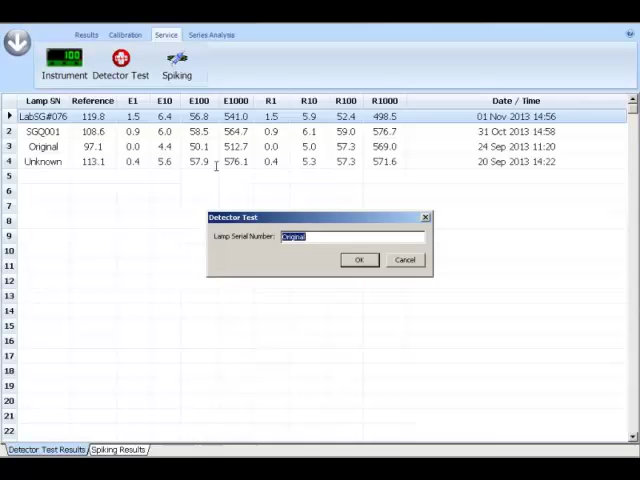 Results Calibration Service Series Analysis
100
Instrument Detector Test Spiking
Lamp SN Reference E1 E10 E100 E1000 R1 R10 R100 R1000 Date / Time
LabSG#076 119.8 1.5 6.4 56.8 541.0 1.5 5.9 52.4 498.5 01 Nov 2013 14:56
2 SGQ001 108.6 0.9 6.0 58.5 564.7 0.9 6.1 59.0 576.7 31 Oct 2013 14:58
3 Original 97.1 0.0 4.4 50.1 512.7 0.0 5.0 57.3 569.0 24 Sep 2013 11:20
4 Unknown 113.1 0.4 5.6 57.9 576.1 0.4 5.3 57.3 571.6 20 Sep 2013 14:22
5
6
7
8
Detector Test
9
Lamp Serial Number: Original
10
OK Cancel
11
12
13
14
15
16
17
18
19
20
21
22
Detector Test Results Spiking Results